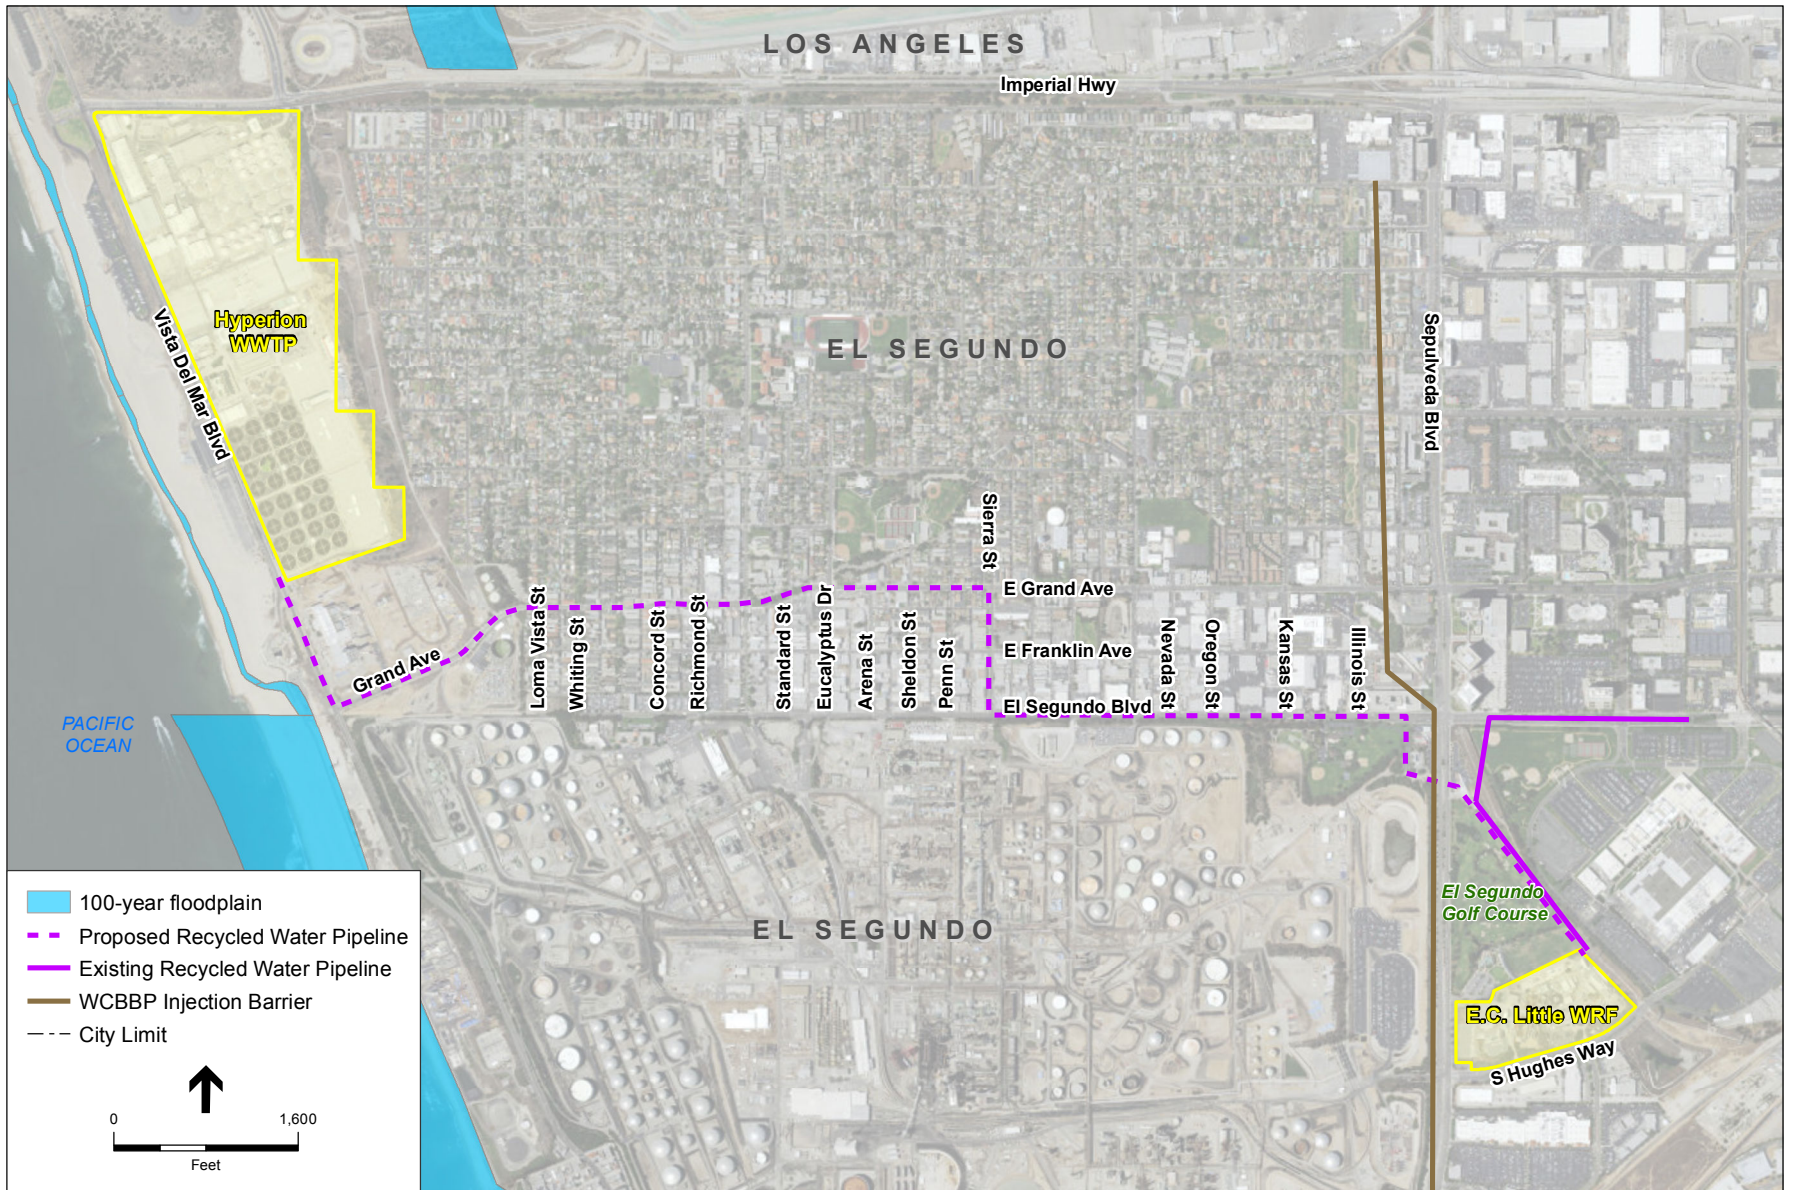 LOS ANGELES
Imperial Hwy
Hyperion
WWTP
Vista Del Mar Blvd
EL SEGUNDO
Sepulveda Blvd
Sierra St
E Grand Ave
Grand Ave
Loma Vista St
Whiting St
Concord St
Richmond St
Standard St
Eucalyptus Dr
Arena St
Sheldon St
Penn St
E Franklin Ave
El Segundo Blvd
Nevada St
Oregon St
Kansas St
Illinois St
PACIFIC
OCEAN
EL SEGUNDO
El Segundo
Golf Course
E.C. Little WRF
S Hughes Way
100-year floodplain
Proposed Recycled Water Pipeline
Existing Recycled Water Pipeline
WCBBP Injection Barrier
City Limit
0 1,600
Feet